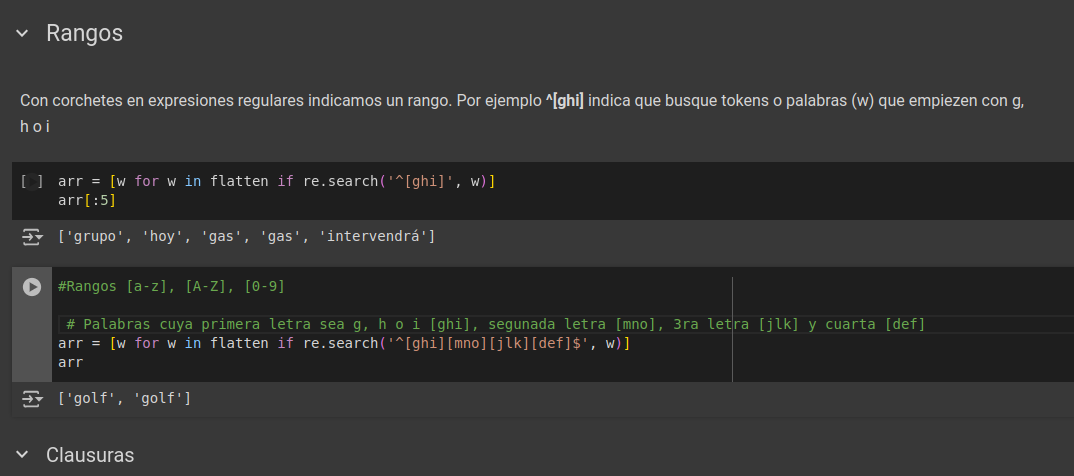 Rangos
Con corchetes en expresiones regulares indicamos un rango. Por ejemplo ^[ghi] indica que busque tokens o palabras (w) que empiezen con g,
h o i
[ ] arr = [w for w in flatten if re.search('^[ghi]', w)]
arr[:5]
['grupo', 'hoy', 'gas', 'gas', 'intervendrá']
#Rangos [a-z], [A-Z], [0-9]
# Palabras cuya primera letra sea g, h o i [ghi], segunada letra [mno], 3ra letra [jlk] y cuarta [def]
arr = [w for w in flatten if re.search('^[ghi][mno][jlk][def]$', w)]
arr
['golf', 'golf']
Clausuras